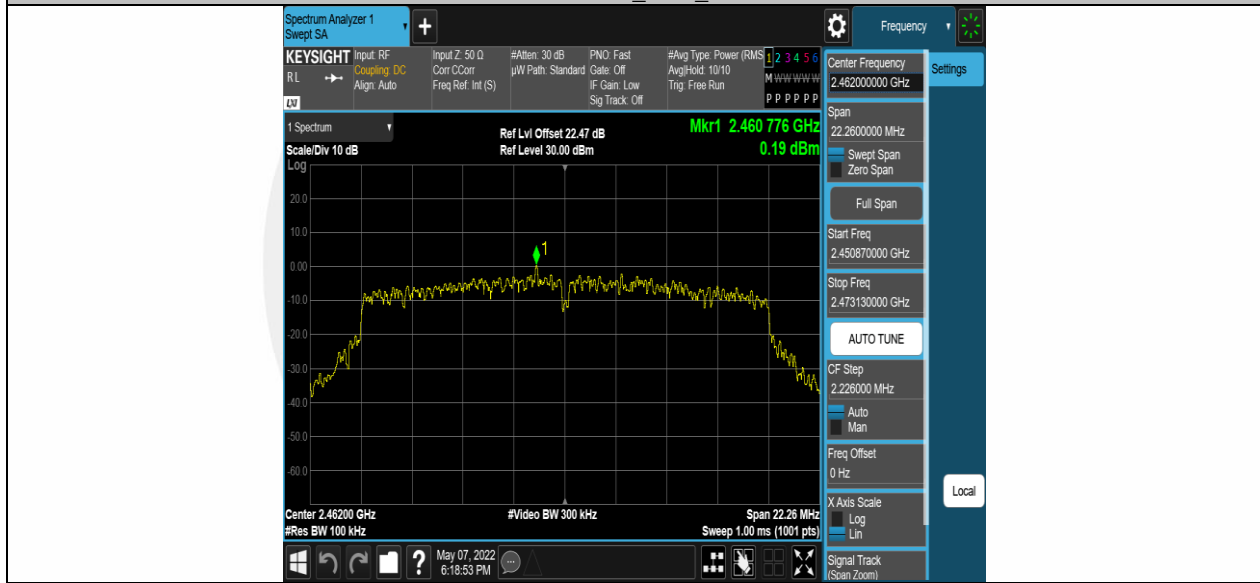 Spectrum Analyzer 1
Swept SA
+
Frequency
KEYSIGHT
RL
LXI
Input: RF
Coupling: DC
Align: Auto
Input Z: 50 Ω
Corr CCorr
Freq Ref: Int (S)
#Atten: 30 dB
µW Path: Standard
PNO: Fast
Gate: Off
IF Gain: Low
Sig Track: Off
#Avg Type: Power (RMS
Avg|Hold: 10/10
Trig: Free Run
1 2 3 4 5 6
M W W W W W
P P P P P P
1 Spectrum
Scale/Div 10 dB
Ref Lvl Offset 22.47 dB
Ref Level 30.00 dBm
Mkr1 2.460 776 GHz
0.19 dBm
Log
20.0
10.0
0.00
-10.0
-20.0
-30.0
-40.0
-50.0
-60.0
1
Center 2.46200 GHz
#Res BW 100 kHz
#Video BW 300 kHz
Span 22.26 MHz
Sweep 1.00 ms (1001 pts)
May 07, 2022
6:18:53 PM
?
Center Frequency
2.462000000 GHz
Span
22.2600000 MHz
Swept Span
Zero Span
Full Span
Start Freq
2.450870000 GHz
Stop Freq
2.473130000 GHz
AUTO TUNE
CF Step
2.226000 MHz
Auto
Man
Freq Offset
0 Hz
X Axis Scale
Log
Lin
Signal Track
(Span Zoom)
Settings
Local